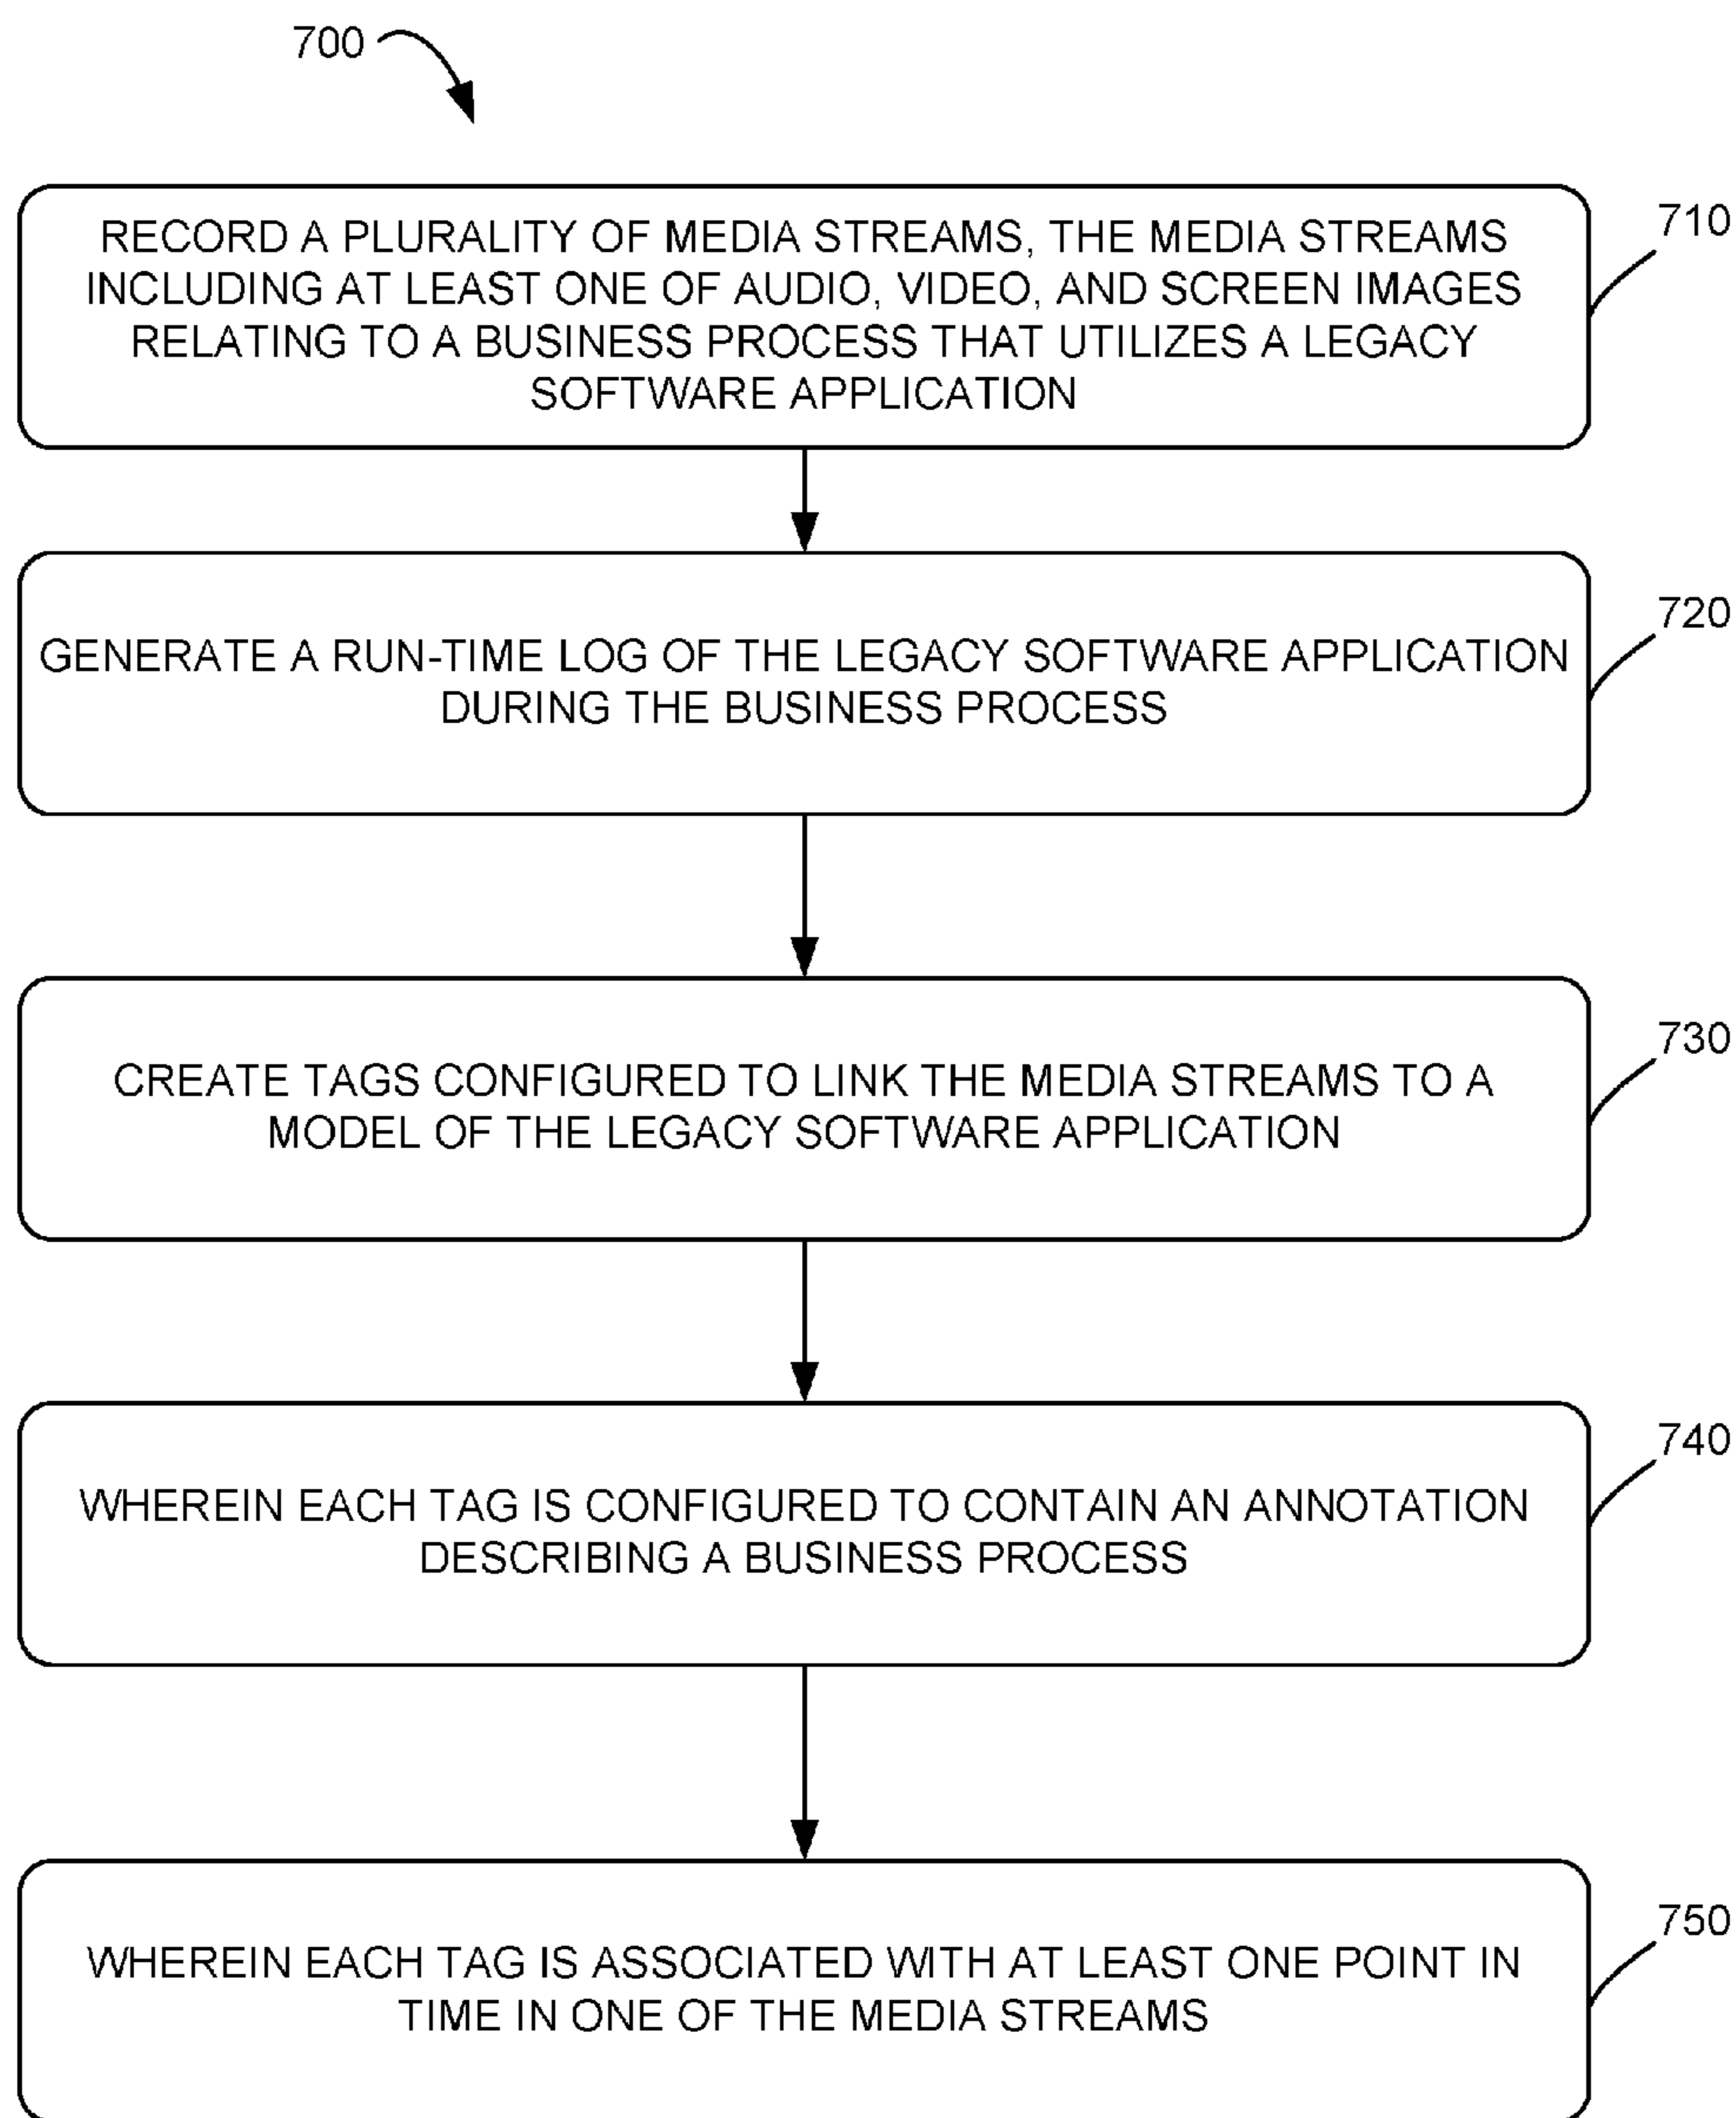 700
RECORD A PLURALITY OF MEDIA STREAMS, THE MEDIA STREAMS
INCLUDING AT LEAST ONE OF AUDIO, VIDEO, AND SCREEN IMAGES
RELATING TO A BUSINESS PROCESS THAT UTILIZES A LEGACY
SOFTWARE APPLICATION
710
GENERATE A RUN-TIME LOG OF THE LEGACY SOFTWARE APPLICATION
DURING THE BUSINESS PROCESS
720
CREATE TAGS CONFIGURED TO LINK THE MEDIA STREAMS TO A
MODEL OF THE LEGACY SOFTWARE APPLICATION
730
WHEREIN EACH TAG IS CONFIGURED TO CONTAIN AN ANNOTATION
DESCRIBING A BUSINESS PROCESS
740
WHEREIN EACH TAG IS ASSOCIATED WITH AT LEAST ONE POINT IN
TIME IN ONE OF THE MEDIA STREAMS
750